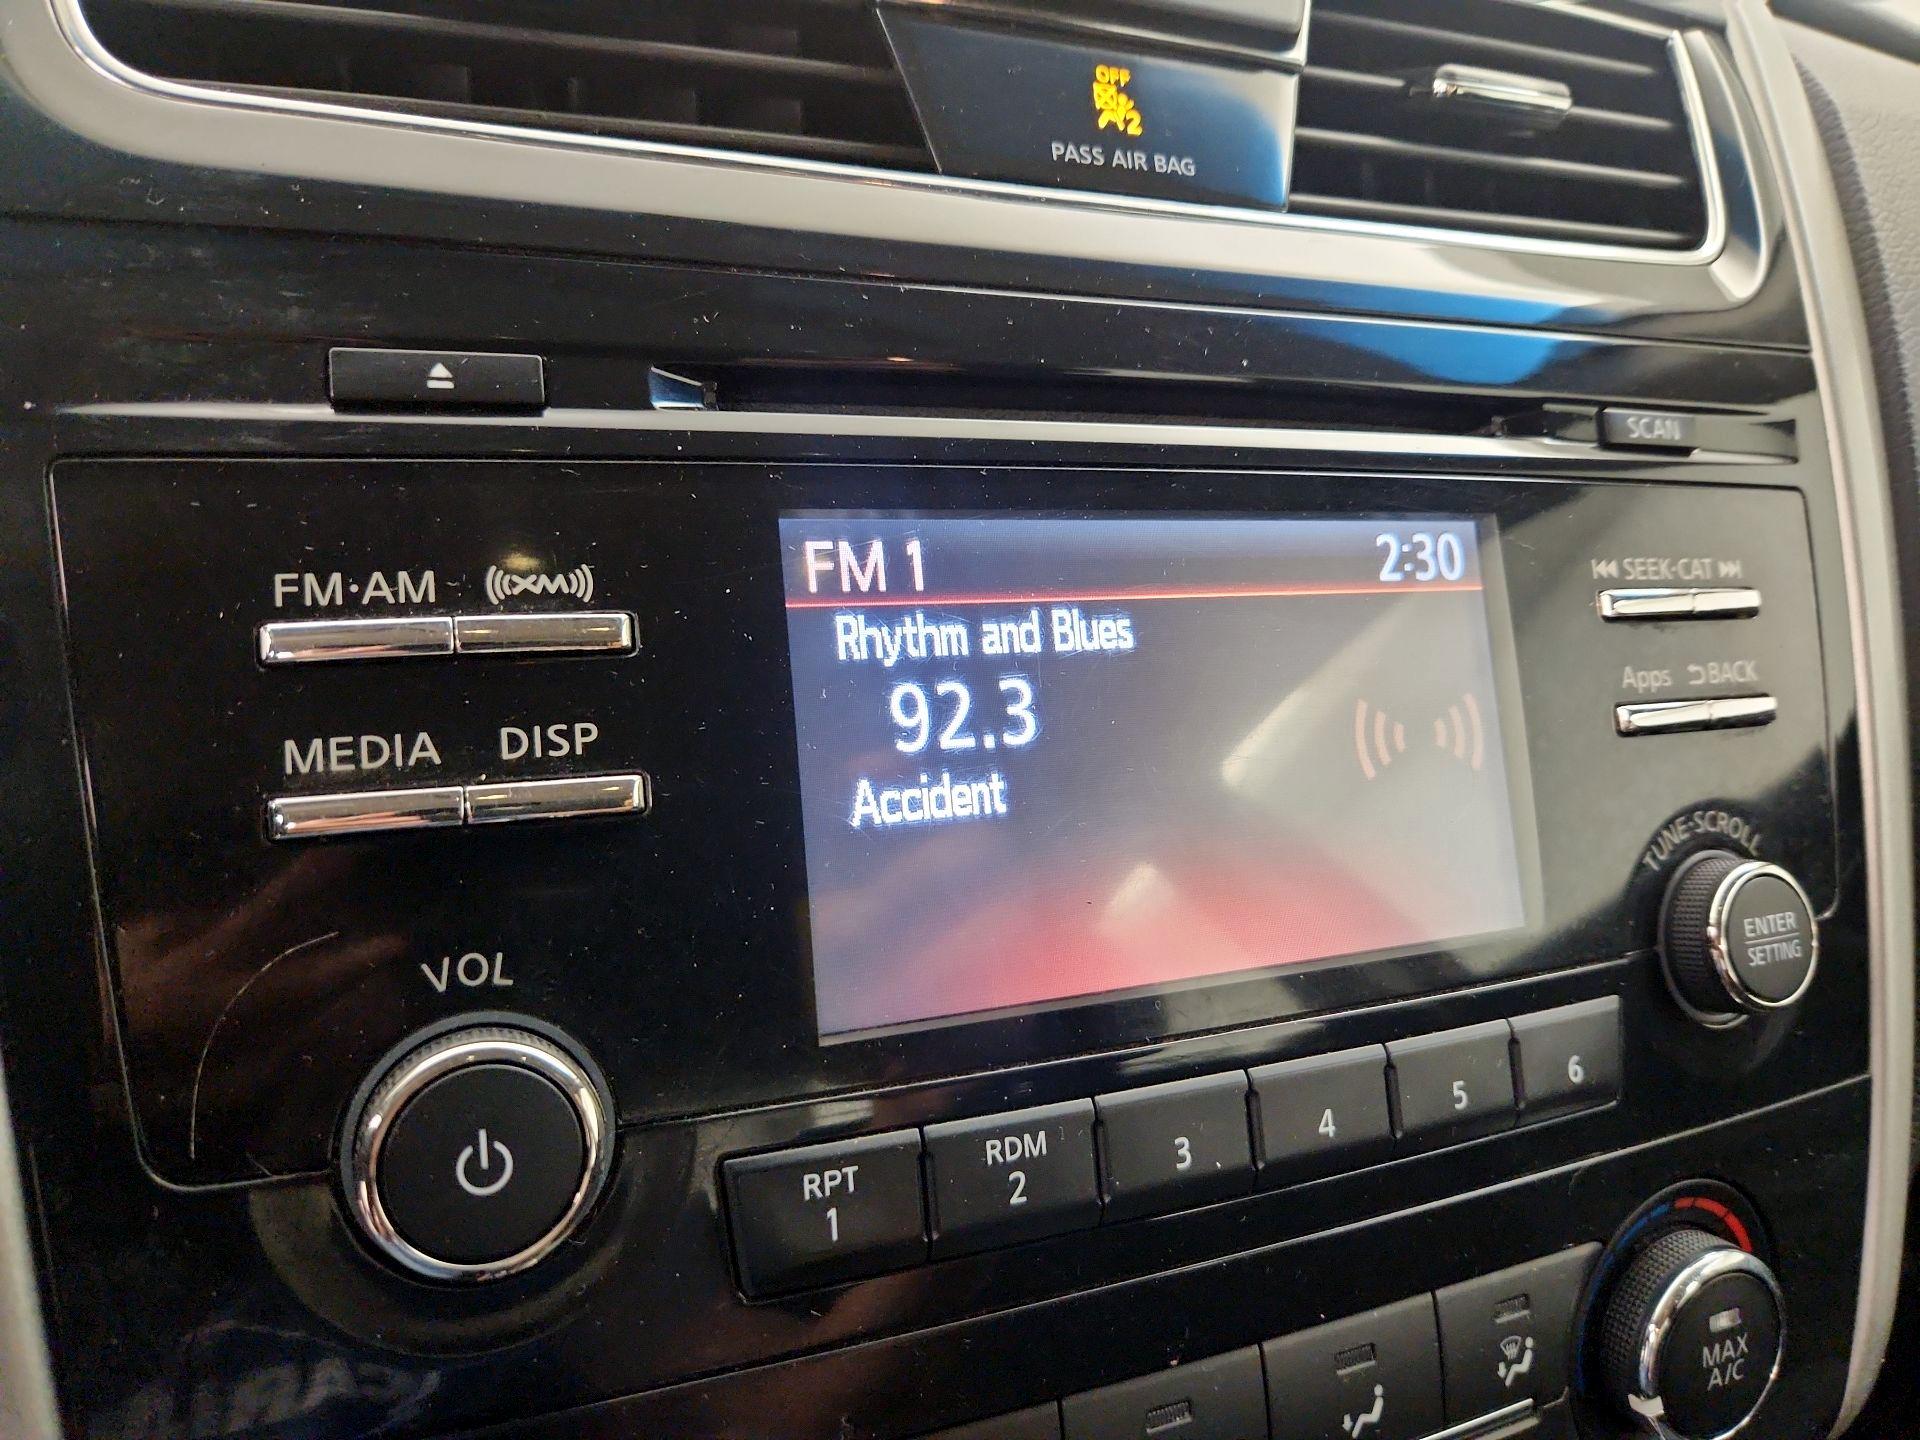 OFF
2
PASS AIR BAG
SCAN
FM·AM XM
FM 1 2:30
SEEK·CAT
Rhythm and Blues
Apps BACK
92.3
MEDIA DISP
Accident
TUNE·SCROLL
ENTER
SETTING
VOL
RPT
1
RDM
2
3
4
5
6
MAX
A/C